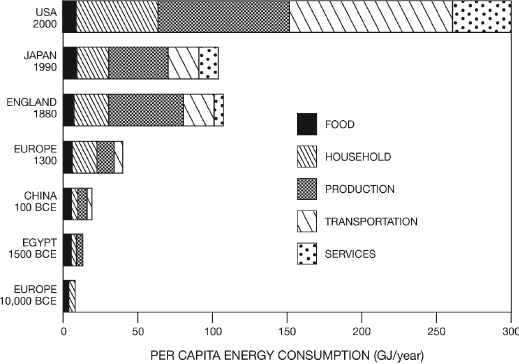 USA
2000
JAPAN
1990
ENGLAND
1880
EUROPE
1300
CHINA
100 BCE
EGYPT
1500 BCE
EUROPE
10,000 BCE
FOOD
HOUSEHOLD
PRODUCTION
TRANSPORTATION
SERVICES
0 50 100 150 200 250 300
PER CAPITA ENERGY CONSUMPTION (GJ/year)